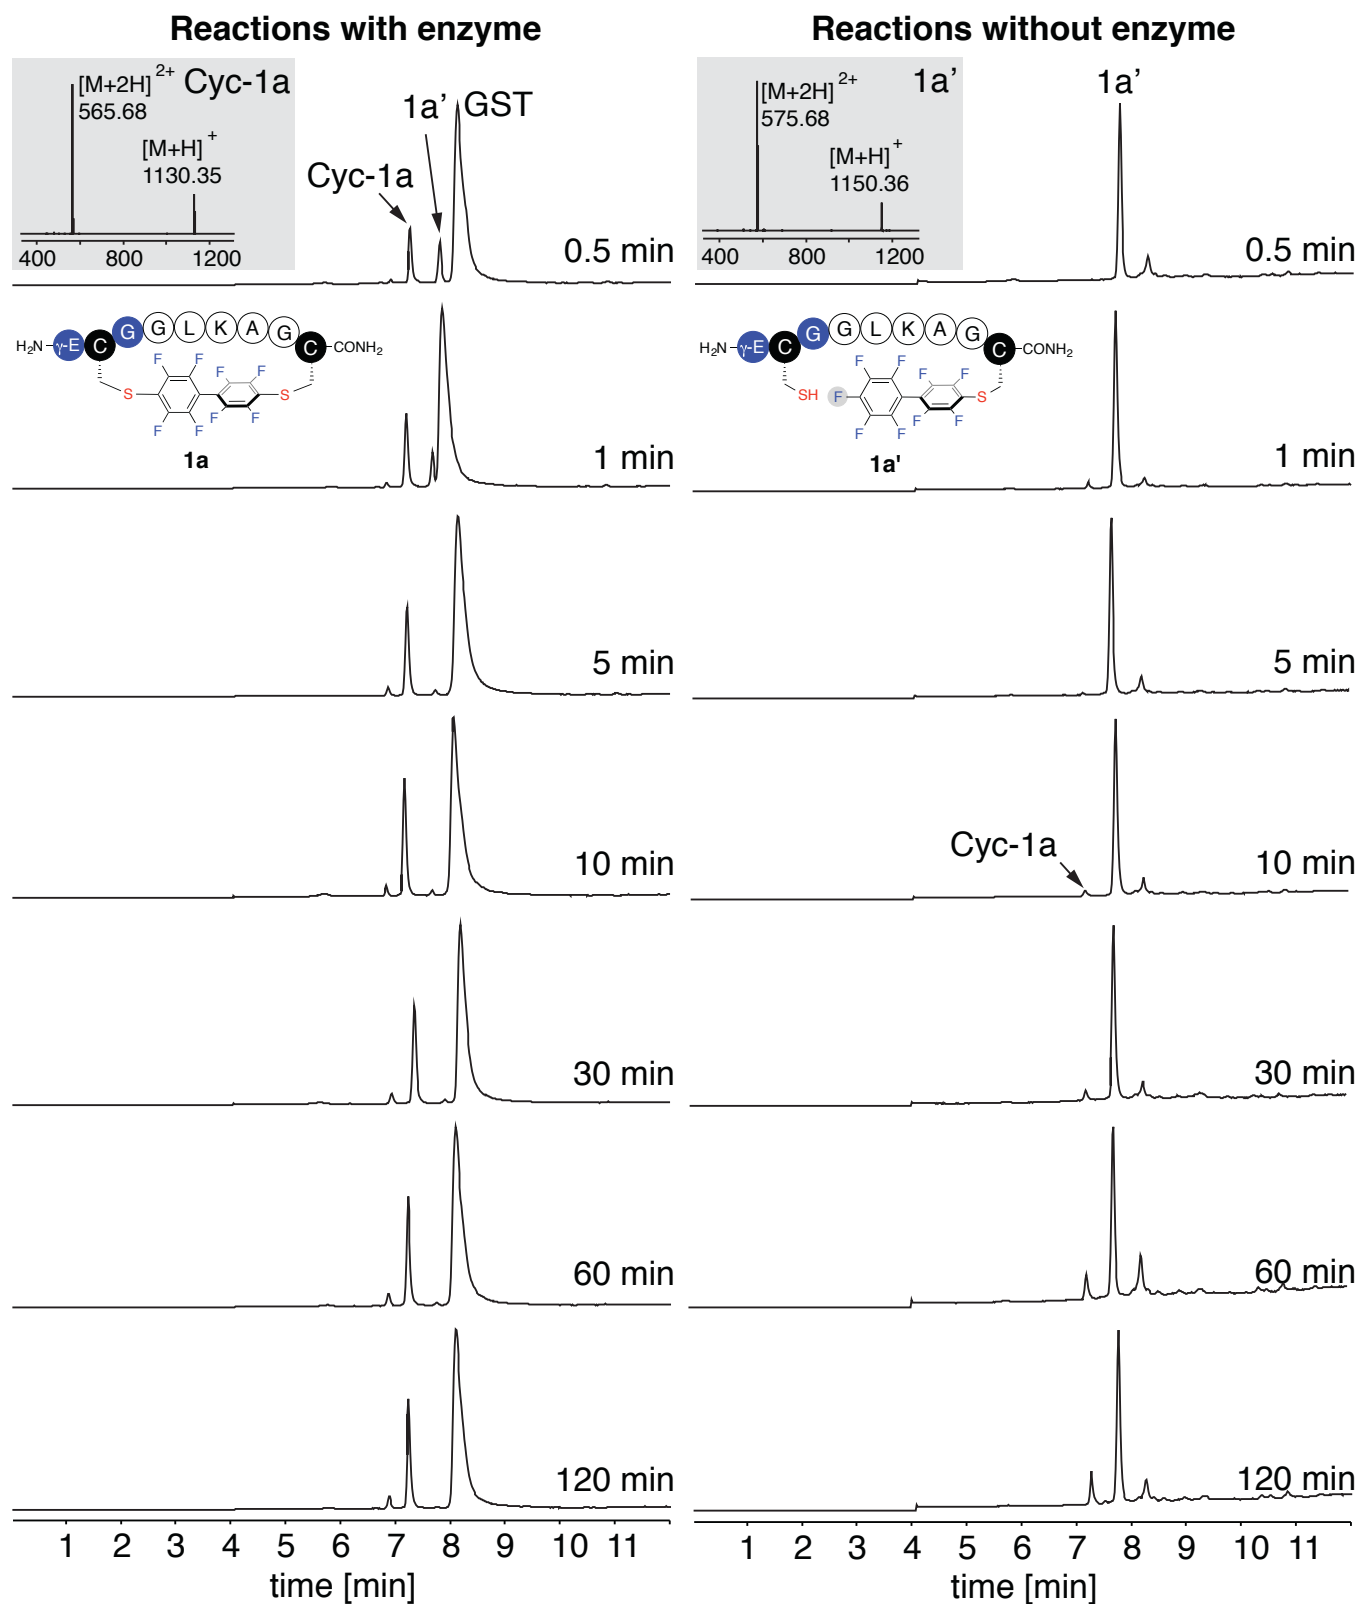 Reactions with enzyme
[M+2H] 2+ Cyc-1a
565.68
[M+H] +
1130.35
400 800 1200
Cyc-1a
1a’ GST
0.5 min
H₂N γ-E C G G L K A G C CONH₂
F F F F
S S
F F F F
1a
1 min
5 min
10 min
30 min
60 min
120 min
1 2 3 4 5 6 7 8 9 10 11
time [min]
Reactions without enzyme
[M+2H] 2+ 1a’
575.68
[M+H] +
1150.36
400 800 1200
1a’
0.5 min
H₂N γ-E C G G L K A G C CONH₂
F F F F
SH F S
F F F F
1a'
1 min
5 min
Cyc-1a
10 min
30 min
60 min
120 min
1 2 3 4 5 6 7 8 9 10 11
time [min]